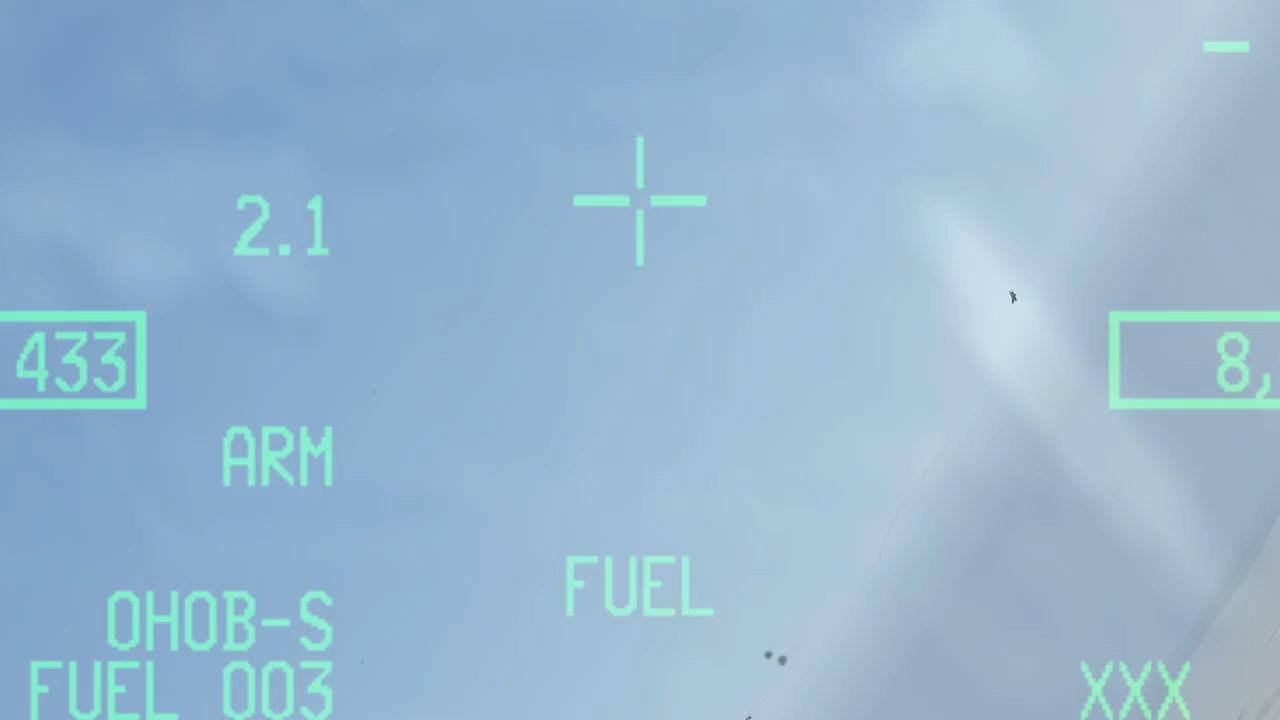 2.1
433
8,
ARM
FUEL
OHOB-S
FUEL 003
XXX